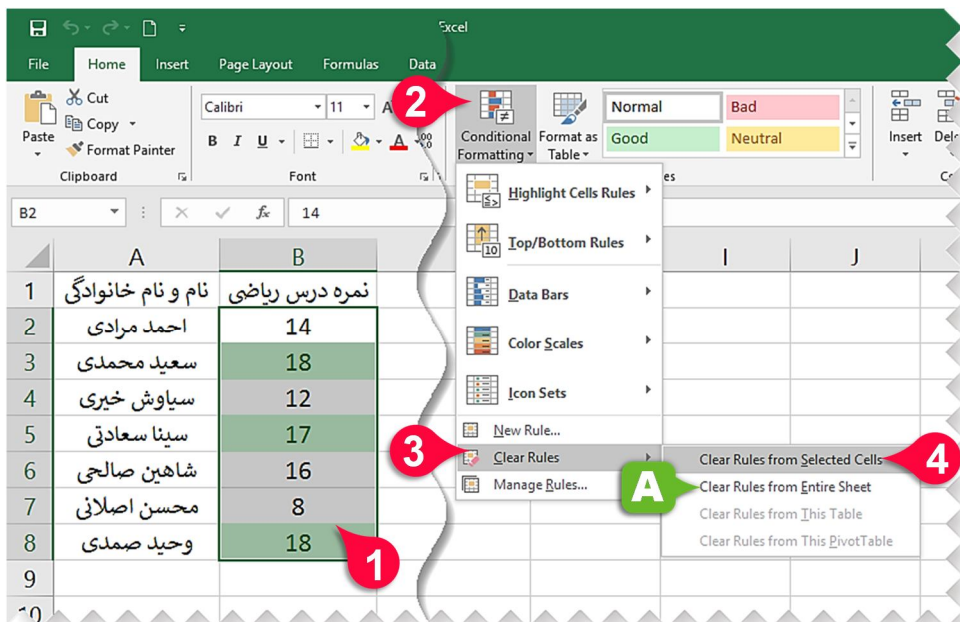 Excel
File Home Insert Page Layout Formulas Data
2
Cut
Copy
Format Painter
Paste
Clipboard
Calibri 11 A
B I U A
Font
Conditional Formatting
Format as Table
Normal Bad
Good Neutral
es
Insert
B2 fx 14
A B I J
1 نام و نام خانوادگی نمره درس ریاضی
2 احمد مرادی 14
3 سعید محمدی 18
4 سیاوش خیری 12
5 سینا سعادتی 17
6 شاهین صالحی 16
7 محسن اصلانی 8
8 وحید صمدی 18
9
10
1
Highlight Cells Rules
Top/Bottom Rules
Data Bars
Color Scales
Icon Sets
New Rule...
3
Clear Rules
Manage Rules...
A
Clear Rules from Selected Cells
4
Clear Rules from Entire Sheet
Clear Rules from This Table
Clear Rules from This PivotTable